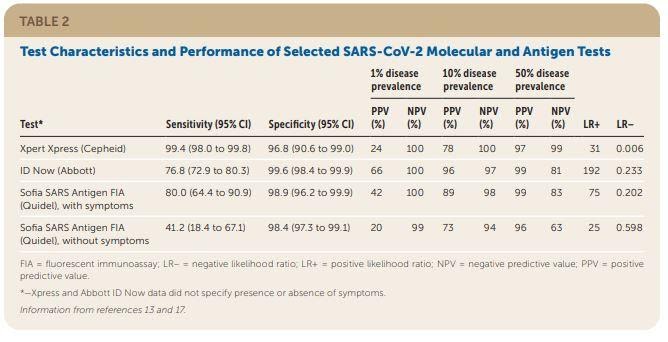 TABLE 2
Test Characteristics and Performance of Selected SARS-CoV-2 Molecular and Antigen Tests
1% disease prevalence 10% disease prevalence 50% disease prevalence
Test* Sensitivity (95% CI) Specificity (95% CI) PPV (%) NPV (%) PPV (%) NPV (%) PPV (%) NPV (%) LR+ LR−
Xpert Xpress (Cepheid) 99.4 (98.0 to 99.8) 96.8 (90.6 to 99.0) 24 100 78 100 97 99 31 0.006
ID Now (Abbott) 76.8 (72.9 to 80.3) 99.6 (98.4 to 99.9) 66 100 96 97 99 81 192 0.233
Sofia SARS Antigen FIA 80.0 (64.4 to 90.9) 98.9 (96.2 to 99.9) 42 100 89 98 99 83 75 0.202
(Quidel), with symptoms
Sofia SARS Antigen FIA 41.2 (18.4 to 67.1) 98.4 (97.3 to 99.1) 20 99 73 94 96 63 25 0.598
(Quidel), without symptoms
FIA = fluorescent immunoassay; LR− = negative likelihood ratio; LR+ = positive likelihood ratio; NPV = negative predictive value; PPV = positive
predictive value.
*—Xpress and Abbott ID Now data did not specify presence or absence of symptoms.
Information from references 13 and 17.